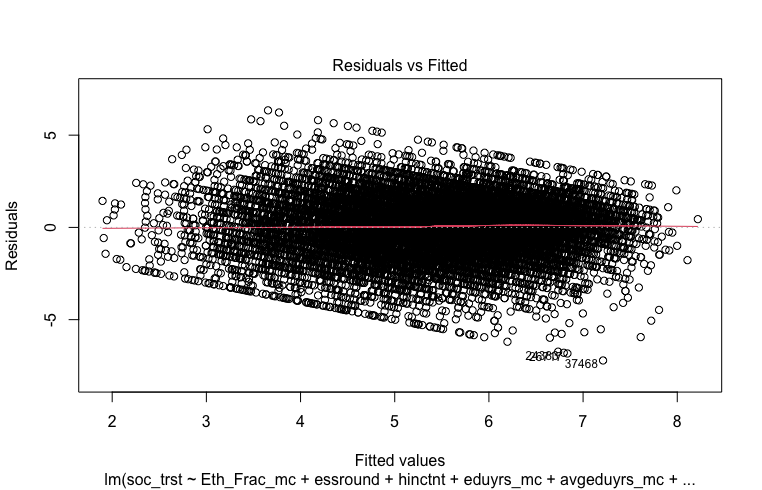 Residuals vs Fitted
Residuals
5
0
-5
37468
2 3 4 5 6 7 8
Fitted values
lm(soc_trst ~ Eth_Frac_mc + essround + hinctnt + eduyrs_mc + avgeduyrs_mc + ...